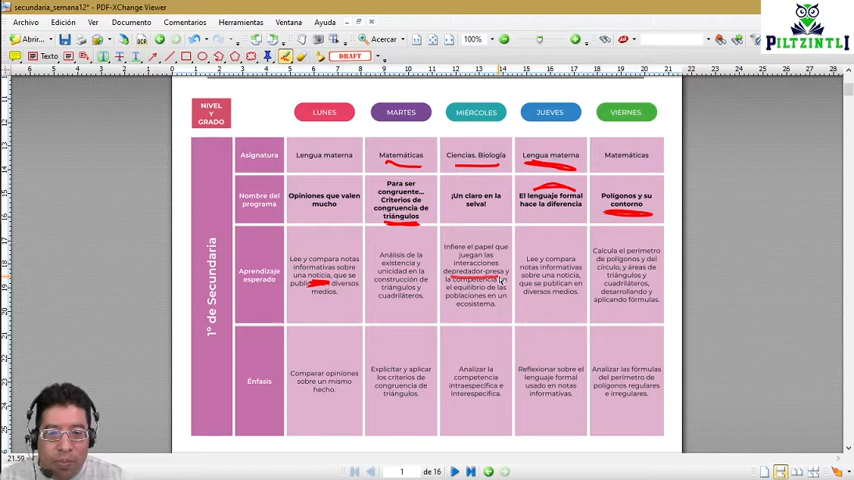 secundaria_semana12* - PDF-XChange Viewer
Archivo Edición Ver Documento Comentarios Herramientas Ventana Ayuda
PILTZINTLI
Abrir... OCR Acercar 100%
Texto DRAFT
NIVEL Y GRADO
LUNES MARTES MIÉRCOLES JUEVES VIERNES
1° de Secundaria
Asignatura
Lengua materna
Matemáticas
Ciencias. Biología
Lengua materna
Matemáticas
Nombre del
programa
Opiniones que valen
mucho
Para ser
congruente...
Criterios de
congruencia de
triángulos
¡Un claro en la
selva!
El lenguaje formal
hace la diferencia
Polígonos y su
contorno
Aprendizaje
esperado
Lee y compara notas
informativas sobre
una noticia, que se
diversos
medios.
Análisis de la
existencia y
unicidad en la
construcción de
triángulos y
cuadriláteros.
Infiere el papel que
juegan las
interacciones
depredador-presa y
la competencia en
el equilibrio de las
poblaciones en un
ecosistema.
Lee y compara notas
informativas sobre
una noticia,
que se publican en
diversos medios.
Calcula el perímetro
de polígonos y del
círculo, y áreas de
triángulos y
cuadriláteros,
desarrollando y
aplicando fórmulas.
Énfasis
Comparar opiniones
sobre un mismo
hecho.
Explicitar y aplicar
los criterios de
congruencia de
triángulos.
Analizar la
competencia
intraespecífica e
interespecífica.
Reflexionar sobre el
lenguaje formal
usado en notas
informativas.
Analizar las fórmulas
del perímetro de
polígonos regulares
e irregulares.
21.59
1 de 16